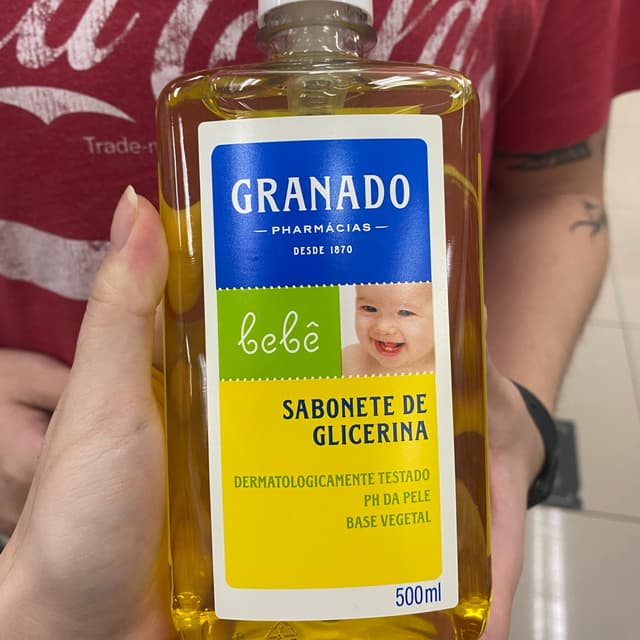 Trade-m
GRANADO
PHARMÁCIAS
DESDE 1870
bebê
SABONETE DE
GLICERINA
DERMATOLOGICAMENTE TESTADO
PH DA PELE
BASE VEGETAL
500ml